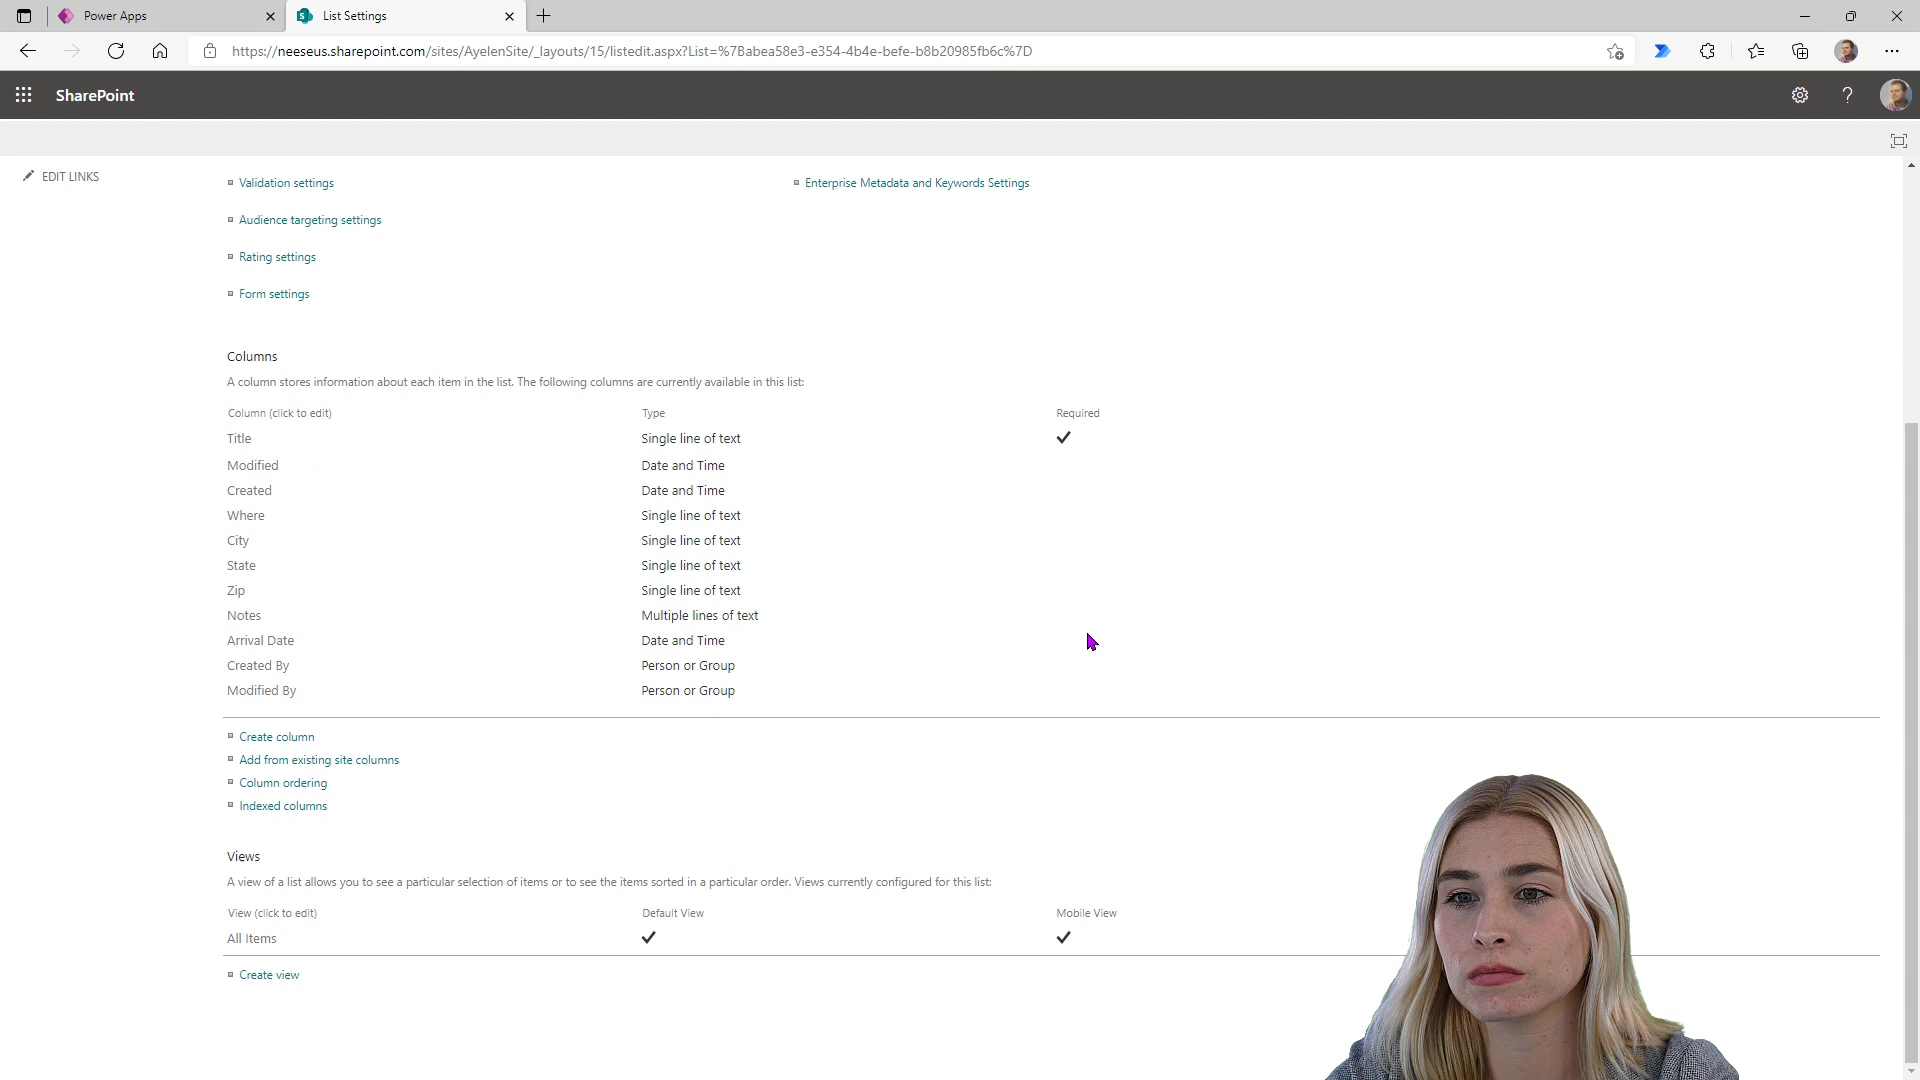 Power Apps
List Settings
https://neeseus.sharepoint.com/sites/AyelenSite/_layouts/15/listedit.aspx?List=%7Babea58e3-e354-4b4e-befe-b8b20985fb6c%7D
SharePoint
?
EDIT LINKS
Validation settings
Enterprise Metadata and Keywords Settings
Audience targeting settings
Rating settings
Form settings
Columns
A column stores information about each item in the list. The following columns are currently available in this list:
Column (click to edit) Type Required
Title Single line of text
Modified Date and Time
Created Date and Time
Where Single line of text
City Single line of text
State Single line of text
Zip Single line of text
Notes Multiple lines of text
Arrival Date Date and Time
Created By Person or Group
Modified By Person or Group
Create column
Add from existing site columns
Column ordering
Indexed columns
Views
A view of a list allows you to see a particular selection of items or to see the items sorted in a particular order. Views currently configured for this list:
View (click to edit) Default View Mobile View
All Items
Create view